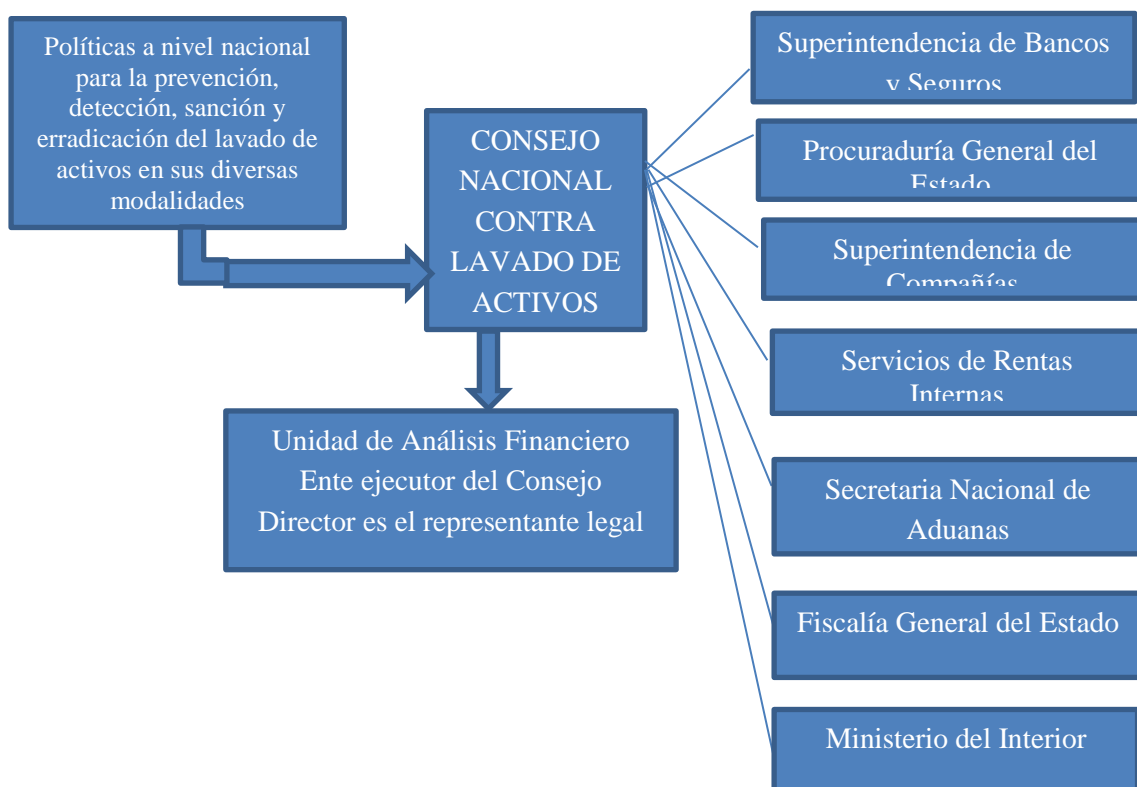 Políticas a nivel nacional
para la prevención,
detección, sanción y
erradicación del lavado de
activos en sus diversas
modalidades
CONSEJO
NACIONAL
CONTRA
LAVADO DE
ACTIVOS
Unidad de Análisis Financiero
Ente ejecutor del Consejo
Director es el representante legal
Superintendencia de Bancos
y Seguros
Procuraduría General del
Estado
Superintendencia de
Compañías
Servicios de Rentas
Internas
Secretaria Nacional de
Aduanas
Fiscalía General del Estado
Ministerio del Interior